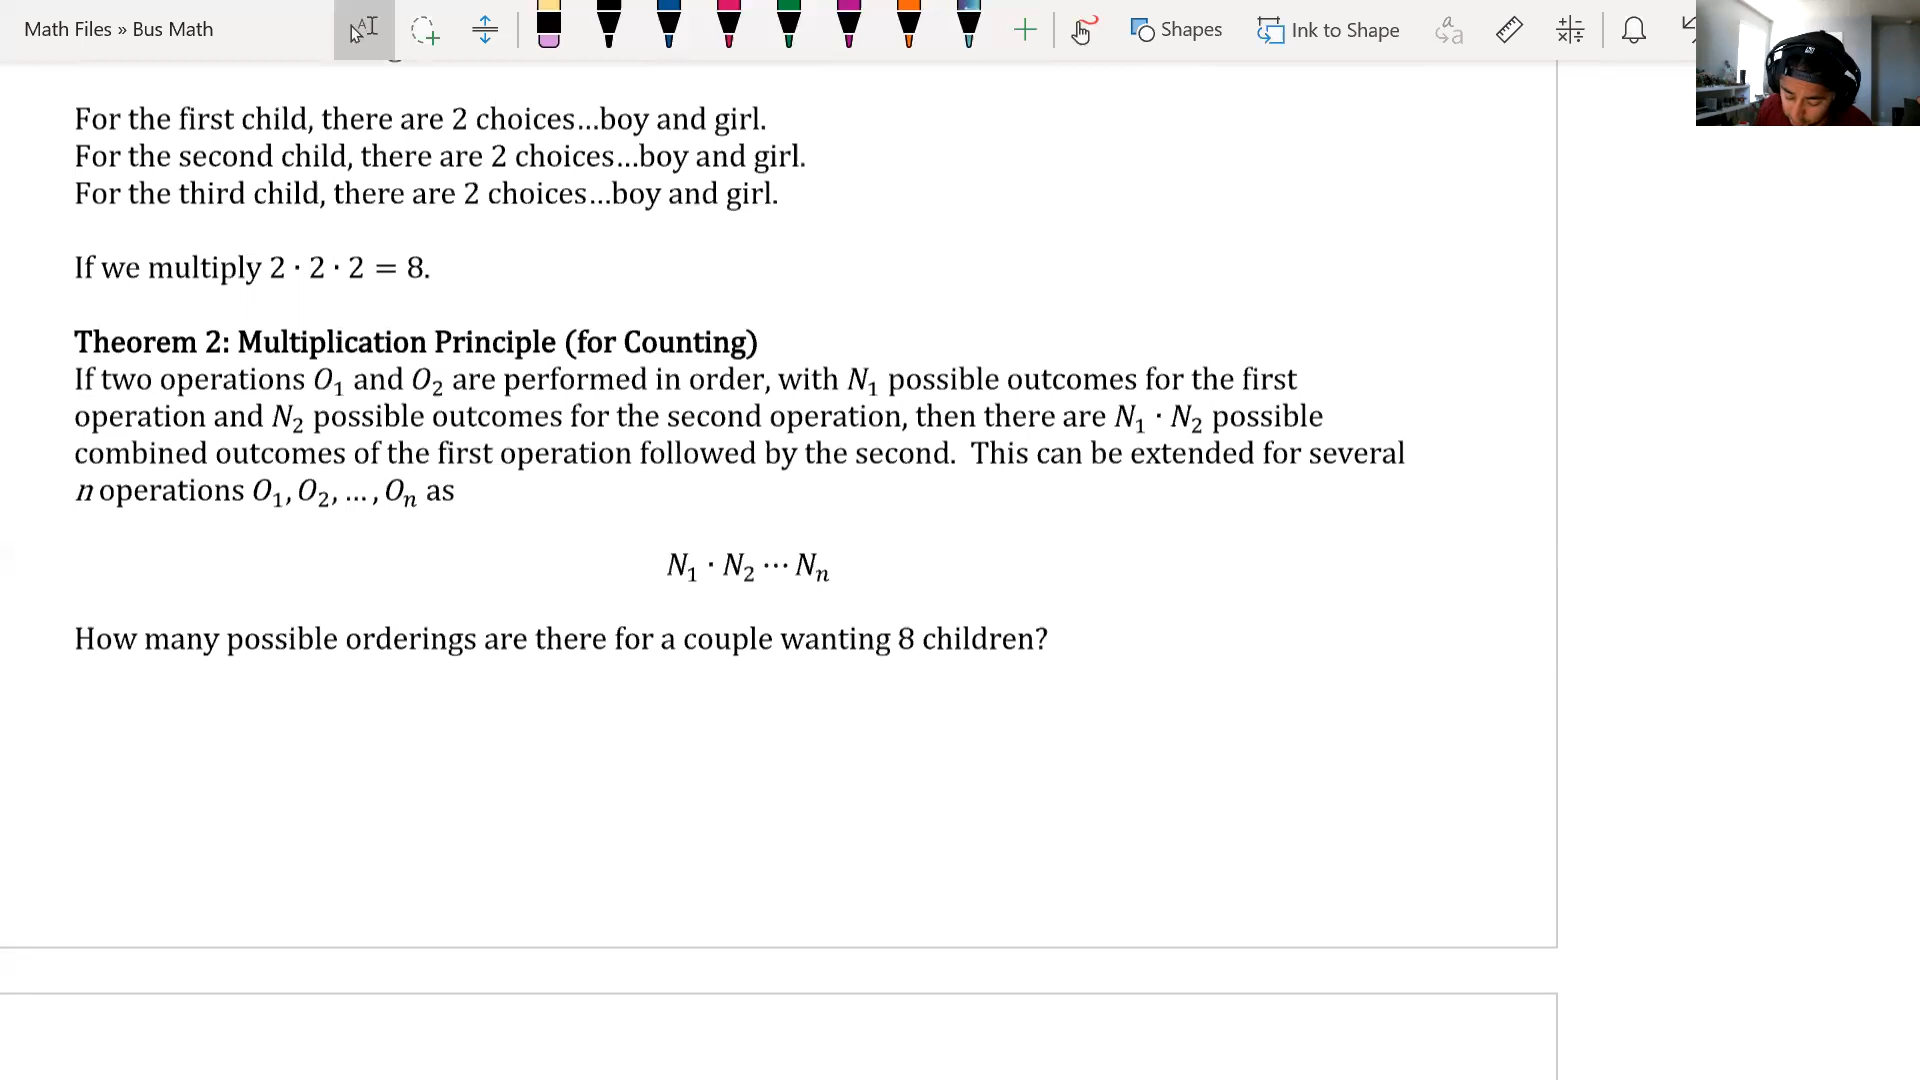 Math Files » Bus Math
Shapes
Ink to Shape
For the first child, there are 2 choices...boy and girl.
For the second child, there are 2 choices...boy and girl.
For the third child, there are 2 choices...boy and girl.
If we multiply 2 · 2 · 2 = 8.
Theorem 2: Multiplication Principle (for Counting)
If two operations O₁ and O₂ are performed in order, with N₁ possible outcomes for the first
operation and N₂ possible outcomes for the second operation, then there are N₁ · N₂ possible
combined outcomes of the first operation followed by the second. This can be extended for several
n operations O₁, O₂, ..., Oₙ as
N₁ · N₂ ⋯ Nₙ
How many possible orderings are there for a couple wanting 8 children?